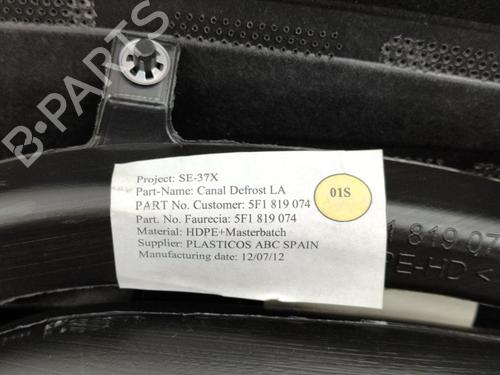 B-PARTS
Project: SE-37X
Part-Name: Canal Defrost LA
PART No. Customer: 5F1 819 074
Part. No. Faurecia: 5F1 819 074
Material: HDPE+Masterbatch
Supplier: PLASTICOS ABC SPAIN
Manufacturing date: 12/07/12
01S
1 819 07
PE-HD <